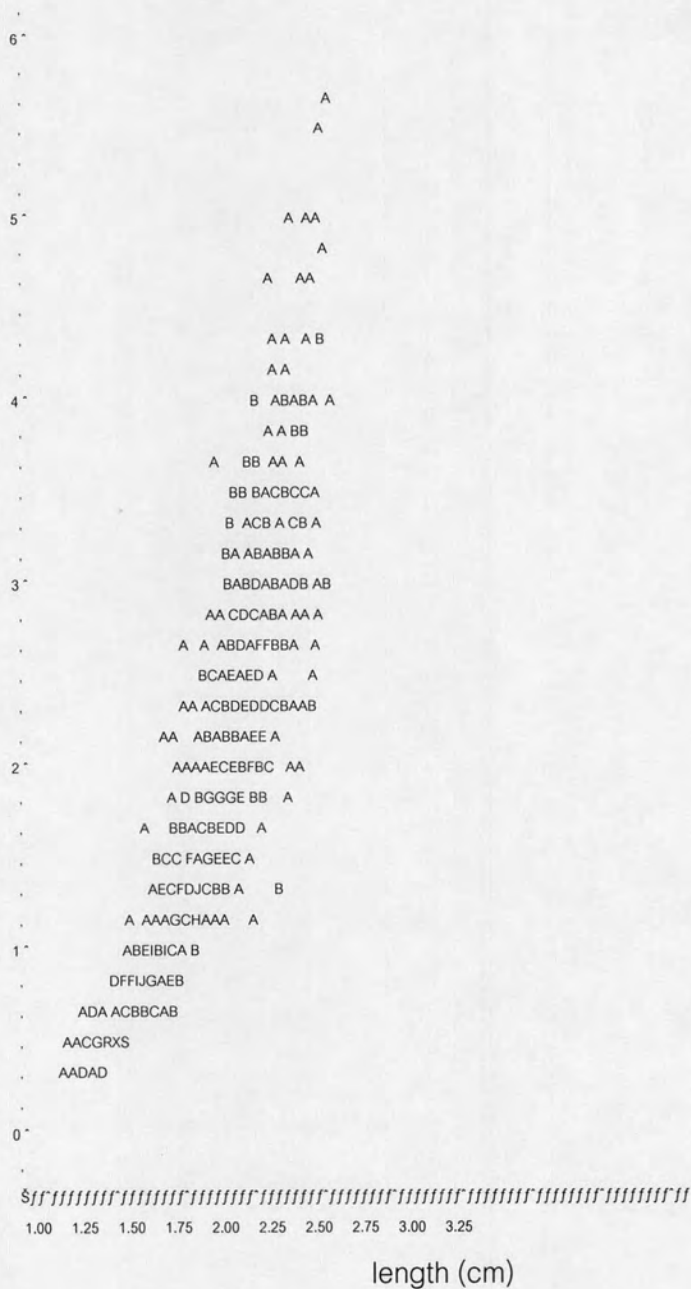 6
A
A
5 A AA
A
A AA
A A A B
A A
4 B ABABA A
A A BB
A BB AA A
BB BACBCCA
B ACB A CB A
BA ABABBA A
3 BABDABADB AB
AA CDCABA AA A
A A ABDAFFBBA A
BCAEAED A A
AA ACBDEDDCBAAB
AA ABABBAEE A
2 AAAAECEBFBC AA
A D BGGGE BB A
A BBACBEDD A
BCC FAGEEC A
AECFDJCBB A B
A AAAGCHAAA A
1 ABEIBICA B
DFFIJGAEB
ADA ACBBCAB
AACGRXS
AADAD
0
1.00 1.25 1.50 1.75 2.00 2.25 2.50 2.75 3.00 3.25
length (cm)